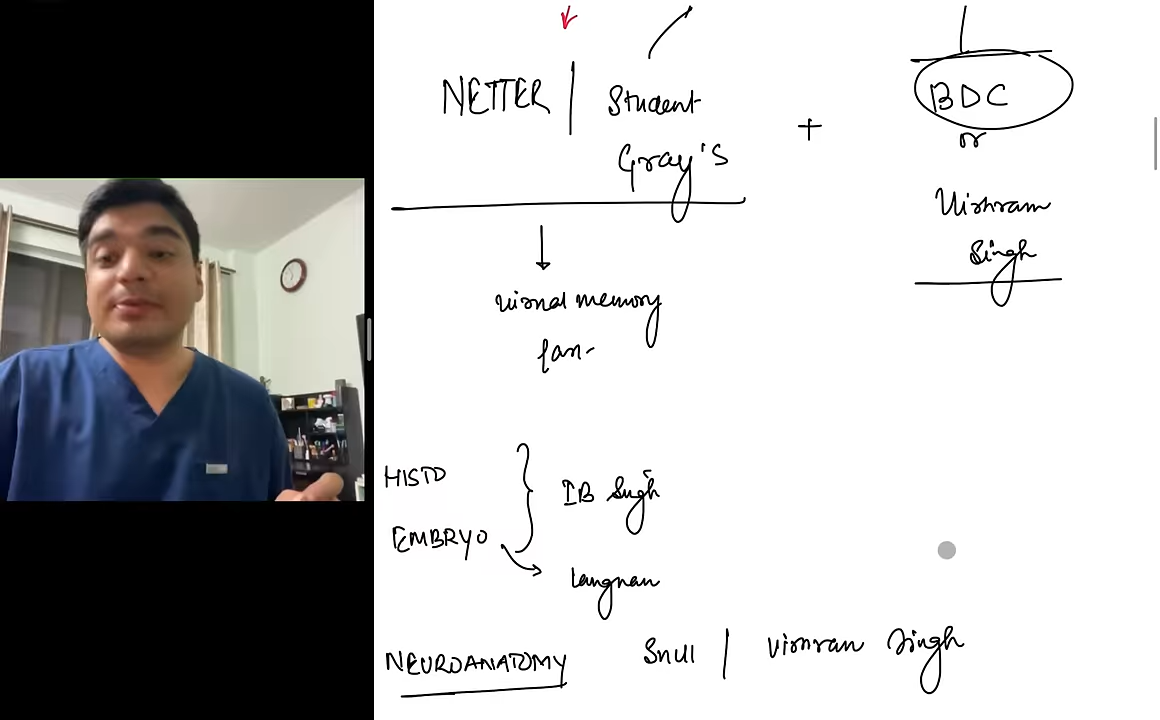 NETTER | Student Gray's + BDC
or
Vishram
Singh
visual memory
fan-
HISTO
EMBRYO
IB Singh
Langman
NEUROANATOMY Snell | Vishram Singh